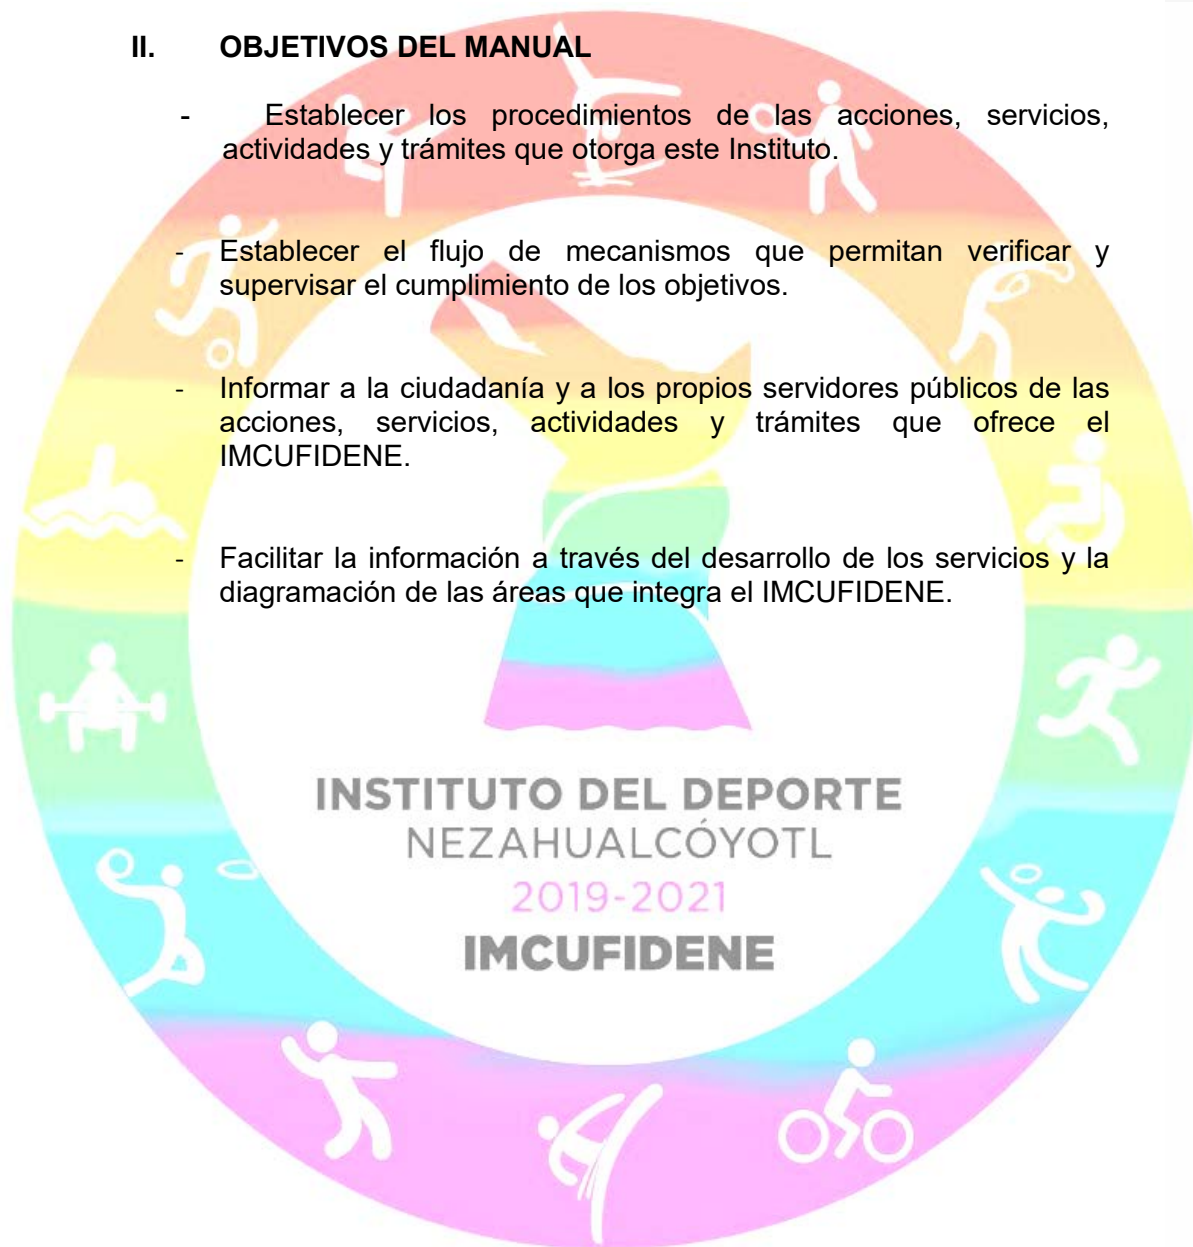 II. OBJETIVOS DEL MANUAL
- Establecer los procedimientos de las acciones, servicios,
actividades y trámites que otorga este Instituto.
- Establecer el flujo de mecanismos que permitan verificar y
supervisar el cumplimiento de los objetivos.
- Informar a la ciudadanía y a los propios servidores públicos de las
acciones, servicios, actividades y trámites que ofrece el
IMCUFIDENE.
- Facilitar la información a través del desarrollo de los servicios y la
diagramación de las áreas que integra el IMCUFIDENE.
INSTITUTO DEL DEPORTE
NEZAHUALCÓYOTL
2019-2021
IMCUFIDENE